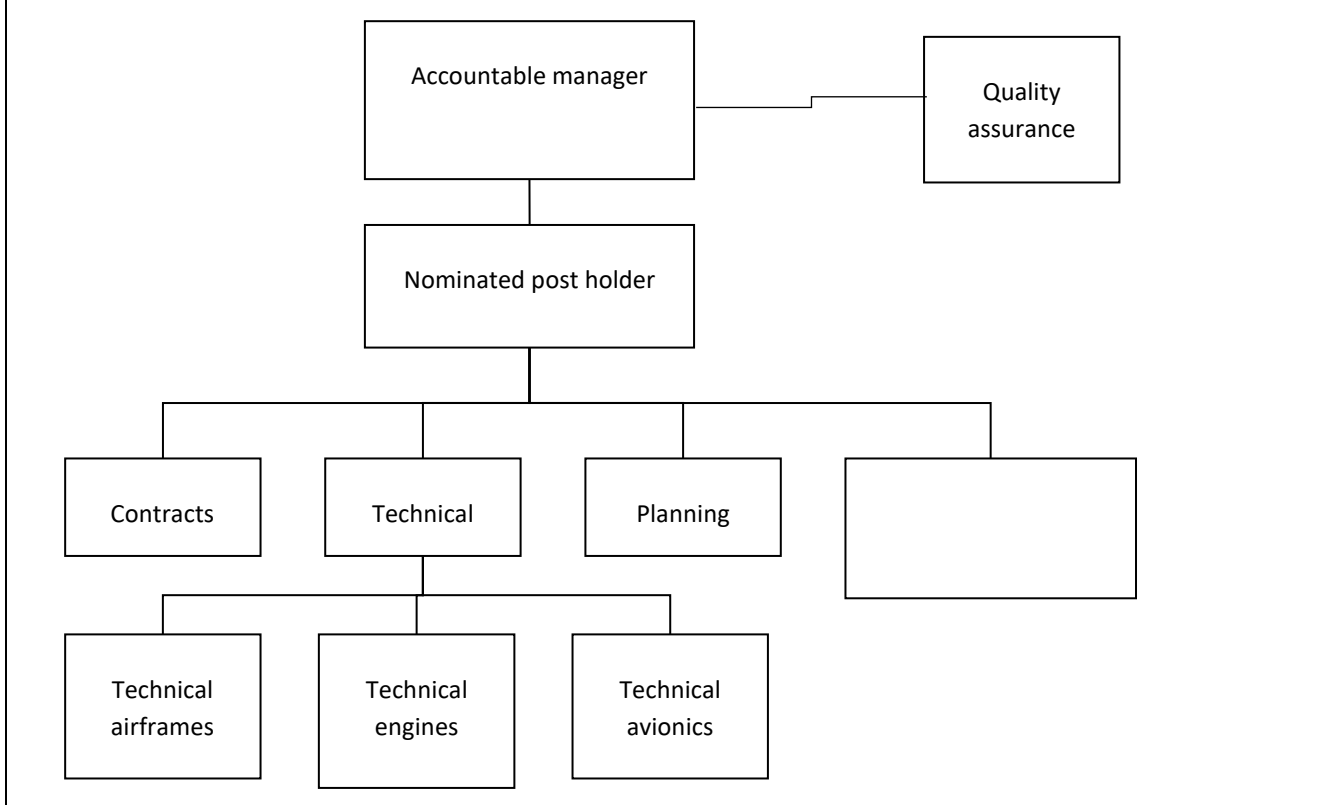 Accountable manager
Quality
assurance
Nominated post holder
Contracts
Technical
Planning
Technical
airframes
Technical
engines
Technical
avionics